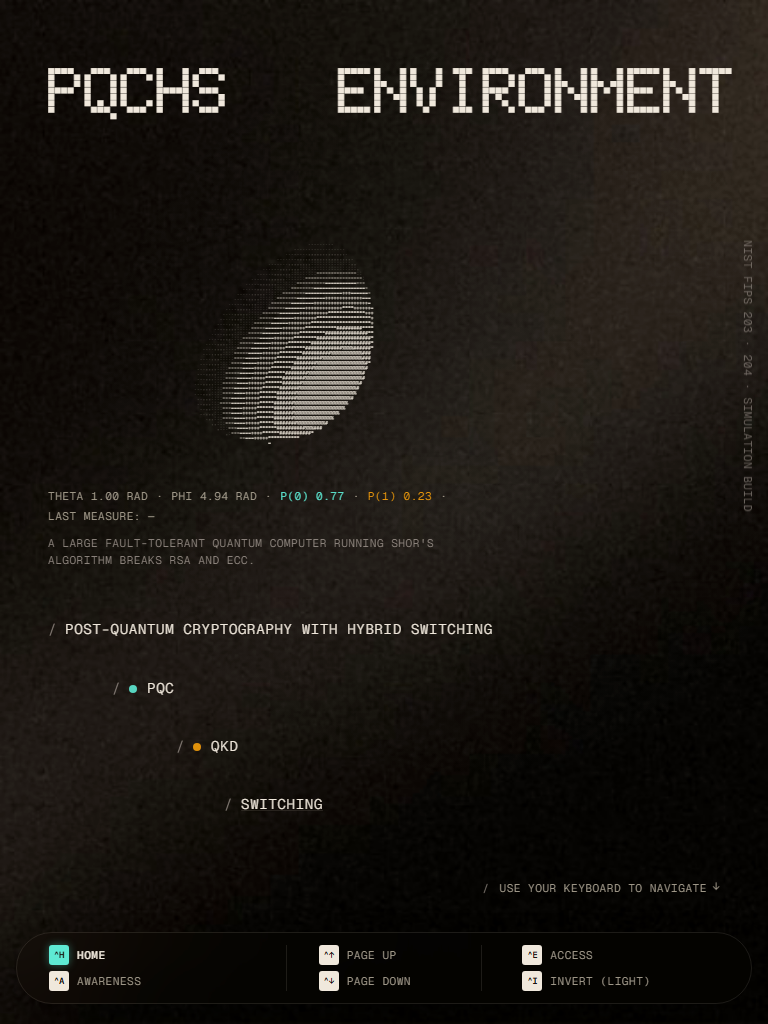 PQCHS ENVIRONMENT
NIST FIPS 203 · 204 · SIMULATION BUILD
THETA 1.00 RAD · PHI 4.94 RAD · P(0) 0.77 · P(1) 0.23 ·
LAST MEASURE: —
A LARGE FAULT-TOLERANT QUANTUM COMPUTER RUNNING SHOR'S
ALGORITHM BREAKS RSA AND ECC.
/ POST-QUANTUM CRYPTOGRAPHY WITH HYBRID SWITCHING
/ PQC
/ QKD
/ SWITCHING
/ USE YOUR KEYBOARD TO NAVIGATE ↓
^H HOME
^A AWARENESS
^↑ PAGE UP
^↓ PAGE DOWN
^E ACCESS
^I INVERT (LIGHT)